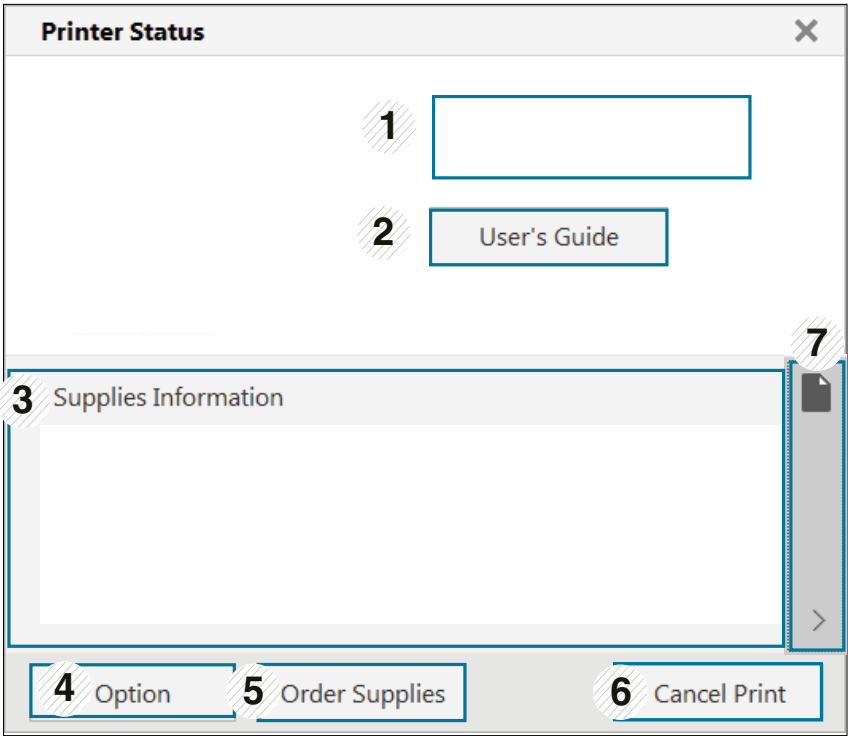 Printer Status
1
2 User's Guide
7
3 Supplies Information
4 Option 5 Order Supplies 6 Cancel Print